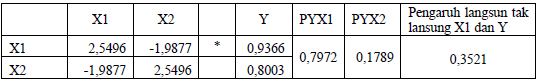 X1 X2 Y PYX1 PYX2 Pengaruh langsun tak
lansung X1 dan Y
X1 2,5496 -1,9877 * 0,9366 0,7972 0,1789 0,3521
X2 -1,9877 2,5496 0,8003